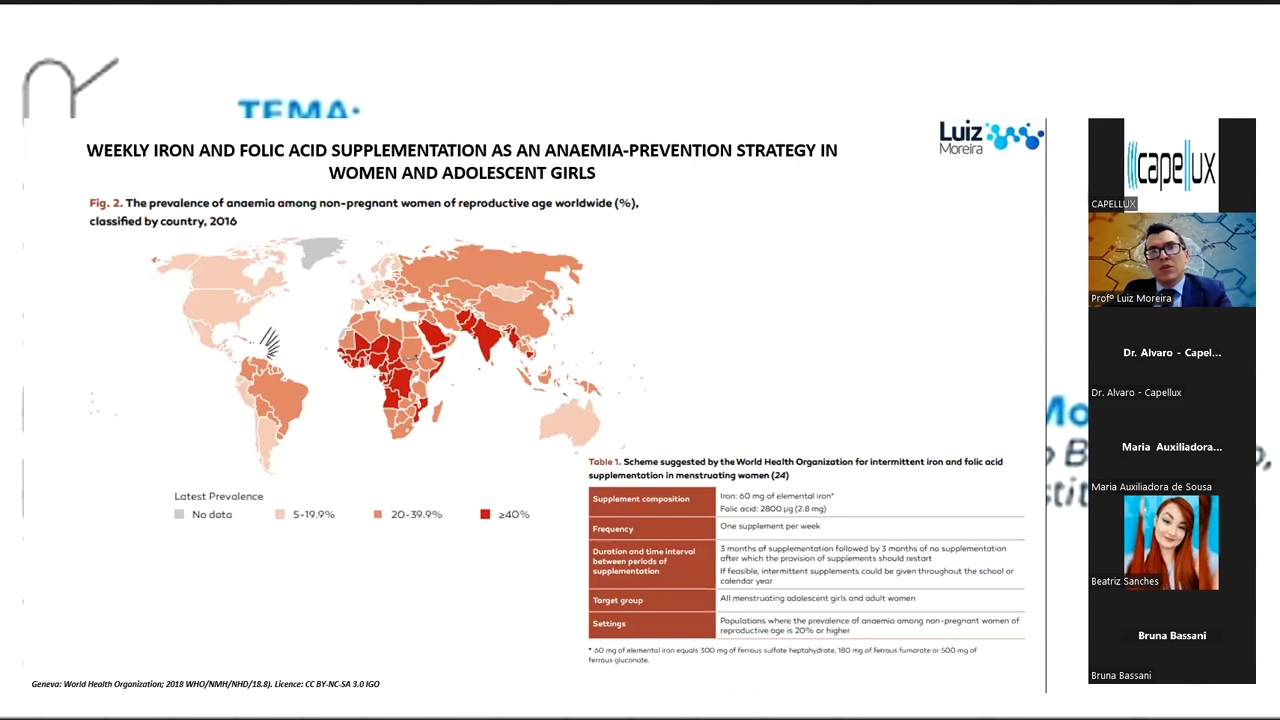 TEMA:
WEEKLY IRON AND FOLIC ACID SUPPLEMENTATION AS AN ANAEMIA-PREVENTION STRATEGY IN
WOMEN AND ADOLESCENT GIRLS
Luiz
Moreira
Fig. 2. The prevalence of anaemia among non-pregnant women of reproductive age worldwide (%),
classified by country, 2016
Latest Prevalence
No data
5-19.9%
20-39.9%
≥40%
Table 1. Scheme suggested by the World Health Organization for intermittent iron and folic acid
supplementation in menstruating women (24)
Supplement composition
Iron: 60 mg of elemental iron*
Folic acid: 2800 µg (2.8 mg)
Frequency
One supplement per week
Duration and time interval
between periods of
supplementation
3 months of supplementation followed by 3 months of no supplementation
after which the provision of supplements should restart
If feasible, intermittent supplements could be given throughout the school or
calendar year
Target group
All menstruating adolescent girls and adult women
Settings
Populations where the prevalence of anaemia among non-pregnant women of
reproductive age is 20% or higher
* 60 mg of elemental iron equals 300 mg of ferrous sulfate heptahydrate, 180 mg of ferrous fumarate or 500 mg of
ferrous gluconate.
Geneva: World Health Organization; 2018 WHO/NMH/NHD/18.8). Licence: CC BY-NC-SA 3.0 IGO
capellux
CAPELLUX
Profº Luiz Moreira
Dr. Alvaro - Capel...
Dr. Alvaro - Capellux
Maria Auxiliadora...
Maria Auxiliadora de Sousa
Beatriz Sanches
Bruna Bassani
Bruna Bassani